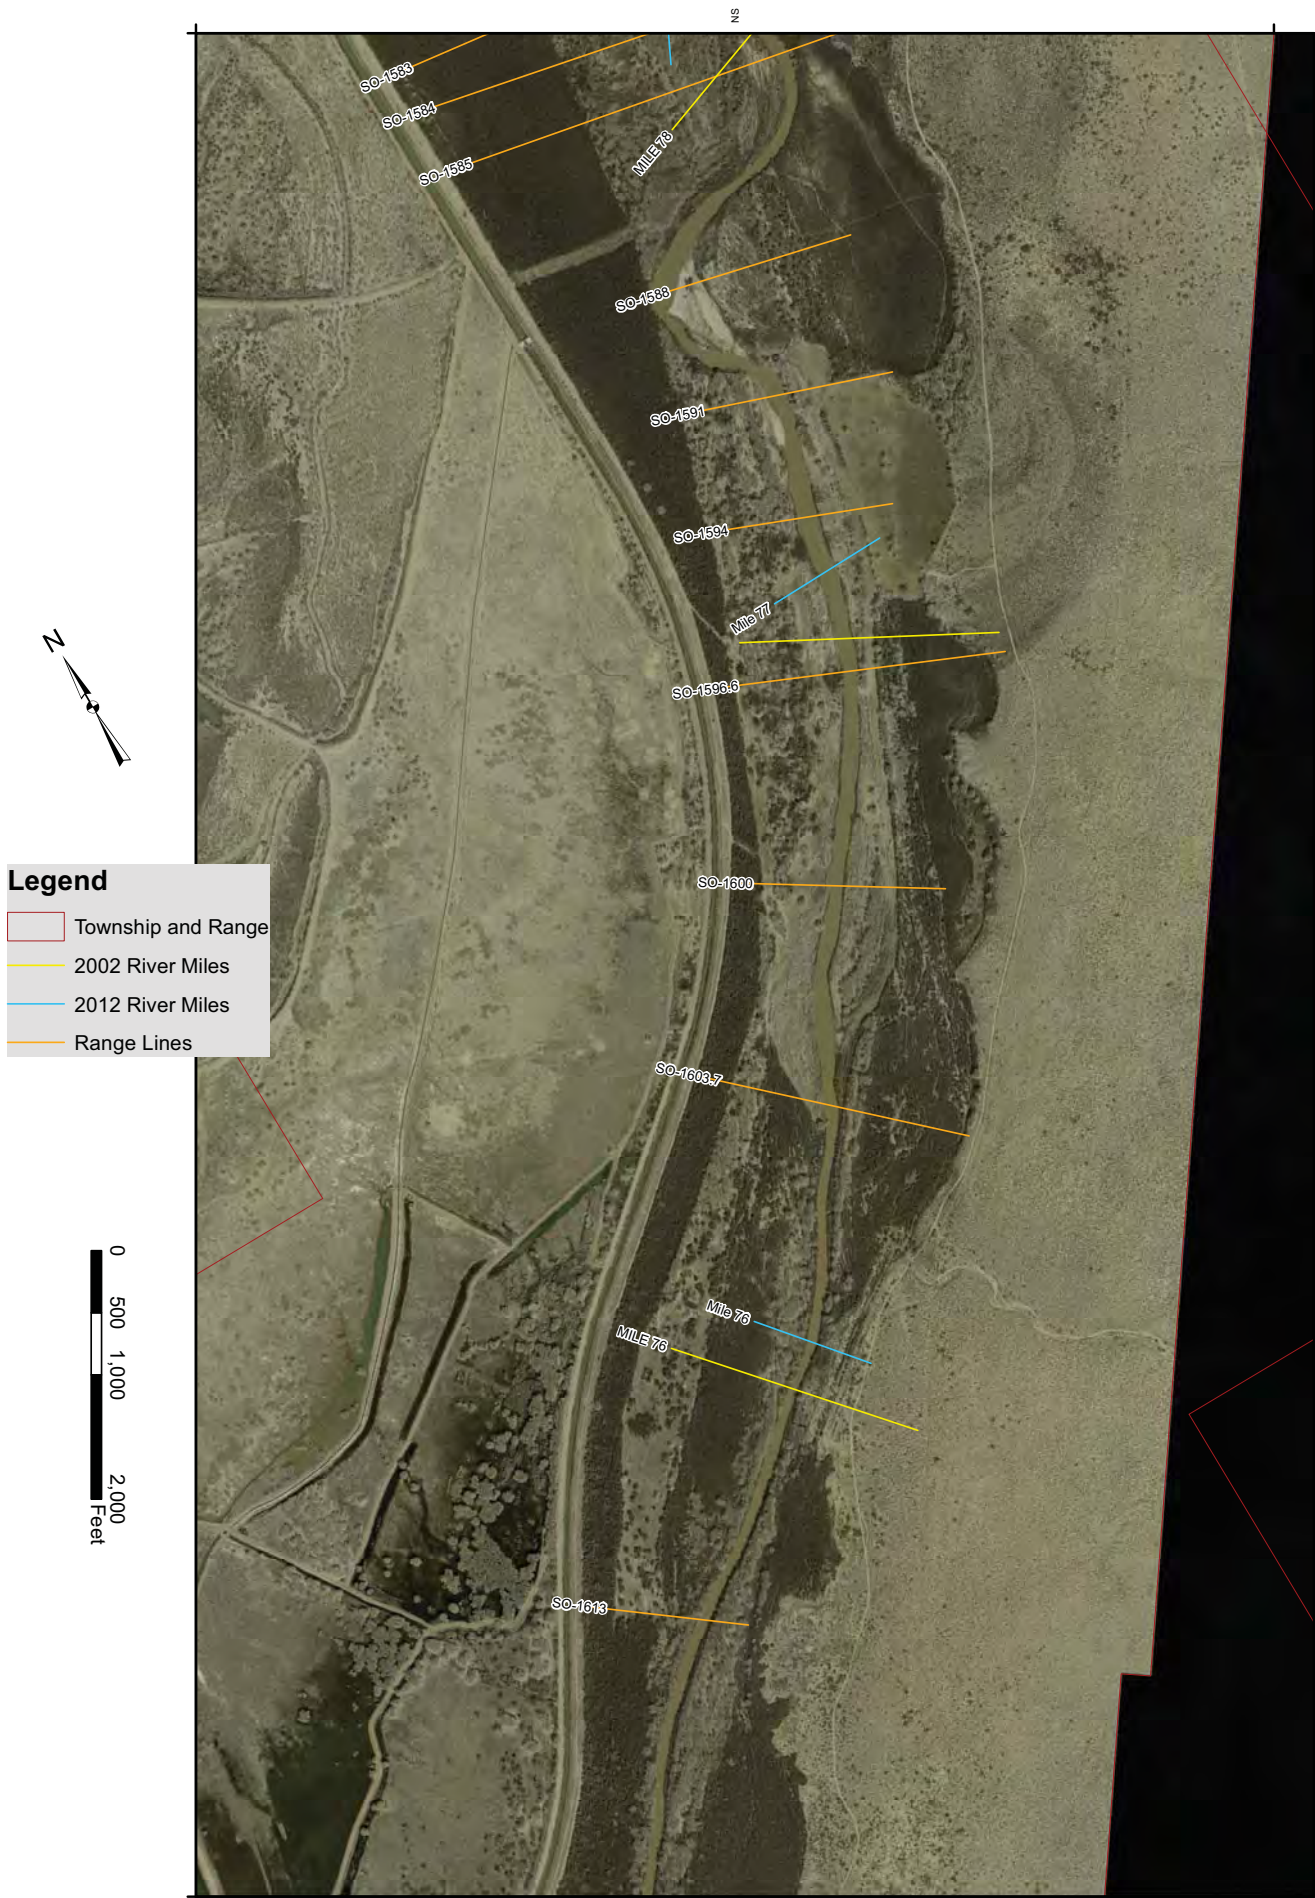 NS
SO-1583
SO-1584
SO-1585
MILE 78
SO-1588
SO-1591
SO-1594
Mile 77
SO-1596.6
N
Legend
Township and Range
2002 River Miles
2012 River Miles
Range Lines
SO-1600
SO-1603.7
0
500
1,000
2,000
Feet
Mile 76
MILE 76
SO-1613